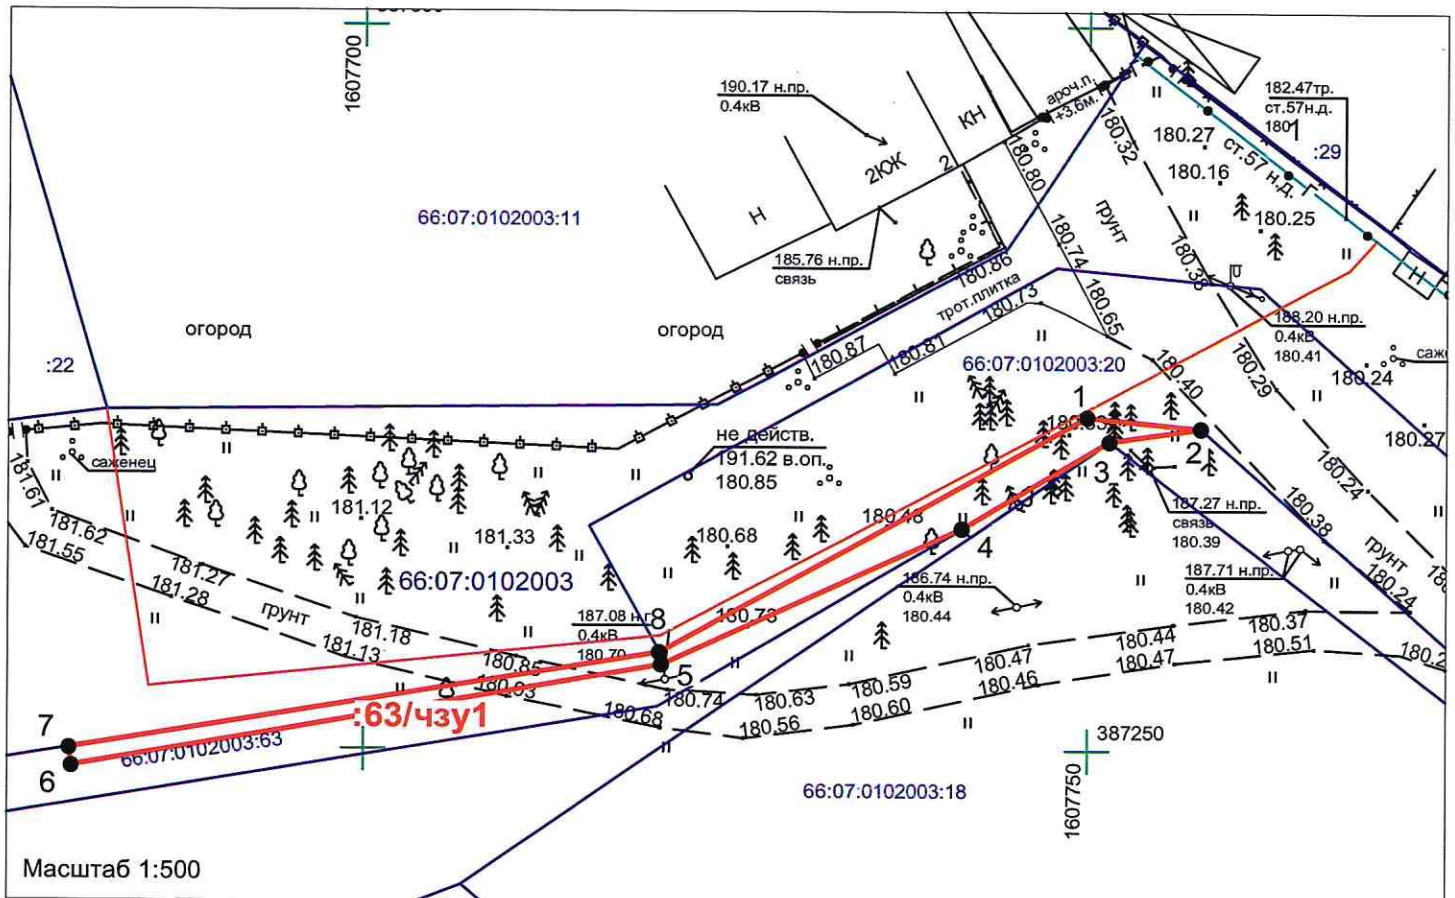 1607700
190.17 н.пр.
0.4кВ
КН
ароч.п.
+3.6м.
2
2КЖ
Н
185.76 н.пр.
связь
66:07:0102003:11
182.47тр.
ст.57н.д.
:29
ст.57 н.д.
Г
180.27
180.16
180.25
180.32
180.80
грунт
180.74
180.65
180.86
трот.плитка
180.73
180.81
180.87
188.20 н.пр.
0.4кВ
180.41
180.29
180.24
Н
огород
огород
:22
66:07:0102003:20
180.40
1
2
3
4
180.27
180.24
не действ.
191.62 в.оп.
180.85
саженец
181.61
181.62
181.55
181.12
181.33
180.68
180.48
187.27 н.пр.
связь
180.39
180.38
грунт
180.24
187.71 н.пр.
0.4кВ
180.42
186.74 н.пр.
0.4кВ
180.44
181.27
181.28
грунт
66:07:0102003
181.18
181.13
187.08 н.г
0.4кВ
180.70
8
180.73
180.85
180.93
5
180.74
180.68
180.63
180.56
180.59
180.60
180.47
180.46
180.44
180.47
180.37
180.51
7
6
:63/чзу1
66:07:0102003:63
387250
1607750
66:07:0102003:18
Масштаб 1:500